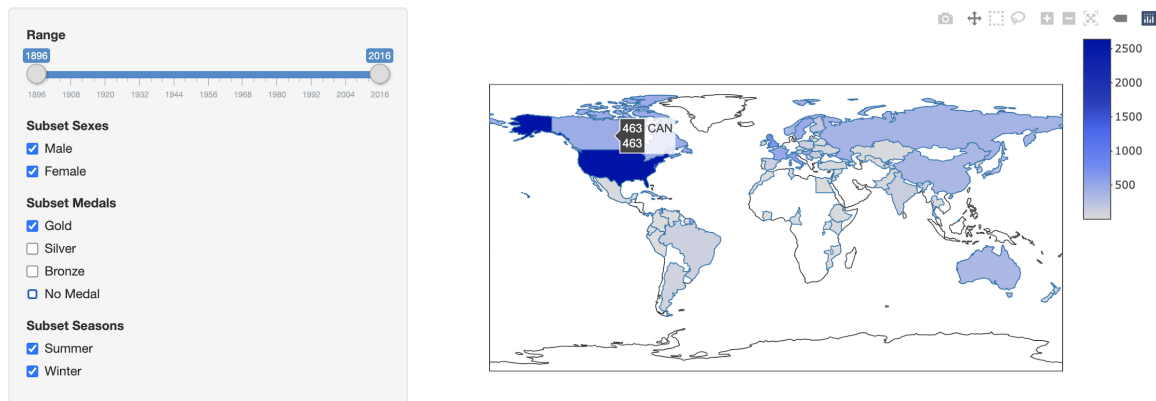 Range
1896 2016
1896 1908 1920 1932 1944 1956 1968 1980 1992 2004 2016
Subset Sexes
Male
Female
Subset Medals
Gold
Silver
Bronze
No Medal
Subset Seasons
Summer
Winter
463 CAN
463
2500
2000
1500
1000
500